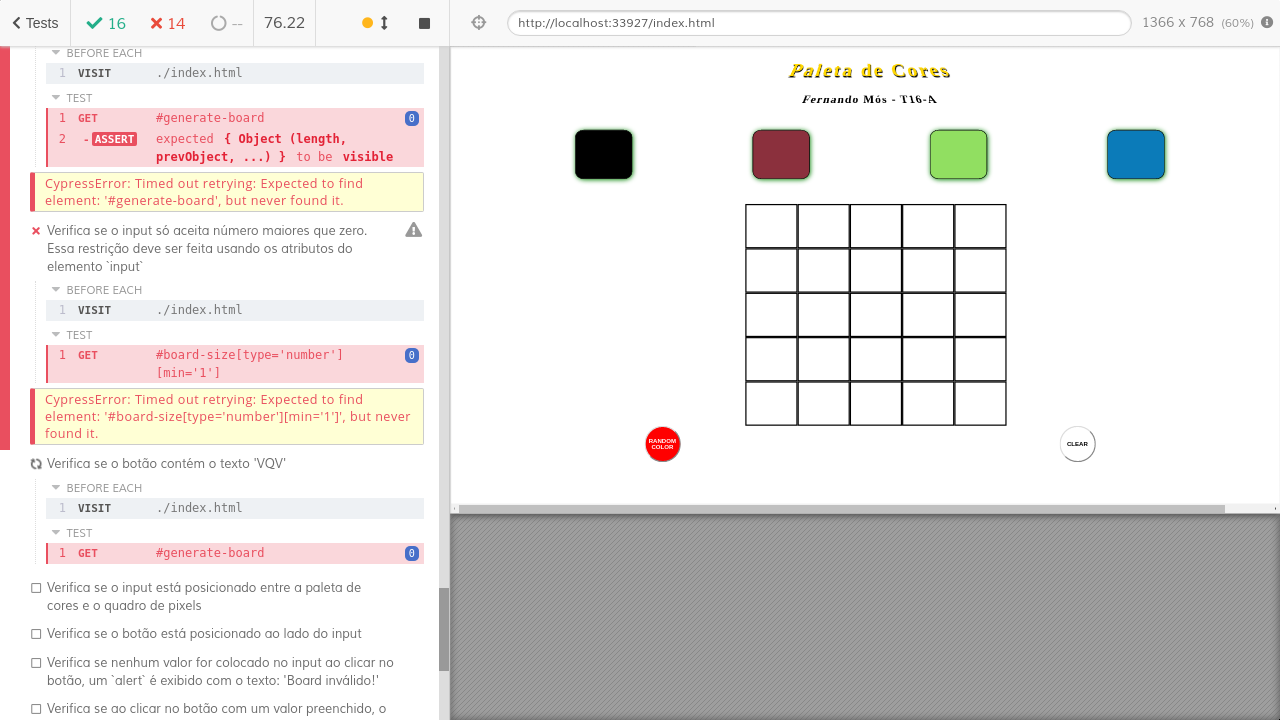 Tests
16
14
--
76.22
http://localhost:33927/index.html
1366 x 768 (60%)
BEFORE EACH
1 VISIT ./index.html
TEST
1 GET #generate-board 0
2 - ASSERT expected { Object (length,
prevObject, ...) } to be visible
CypressError: Timed out retrying: Expected to find
element: '#generate-board', but never found it.
Verifica se o input só aceita número maiores que zero.
Essa restrição deve ser feita usando os atributos do
elemento `input`
BEFORE EACH
1 VISIT ./index.html
TEST
1 GET #board-size[type='number'] 0
[min='1']
CypressError: Timed out retrying: Expected to find
element: '#board-size[type='number'][min='1']', but never
found it.
Verifica se o botão contém o texto 'VQV'
BEFORE EACH
1 VISIT ./index.html
TEST
1 GET #generate-board 0
Verifica se o input está posicionado entre a paleta de
cores e o quadro de pixels
Verifica se o botão está posicionado ao lado do input
Verifica se nenhum valor for colocado no input ao clicar no
botão, um `alert` é exibido com o texto: 'Board inválido!'
Verifica se ao clicar no botão com um valor preenchido, o
Paleta de Cores
Fernando Mós - T16-A
RANDOM
COLOR
CLEAR